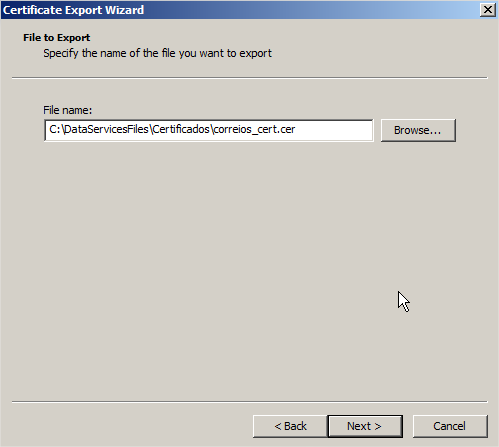 Certificate Export Wizard
File to Export
Specify the name of the file you want to export
File name:
C:\DataServicesFiles\Certificados\correios_cert.cer
Browse...
< Back
Next >
Cancel